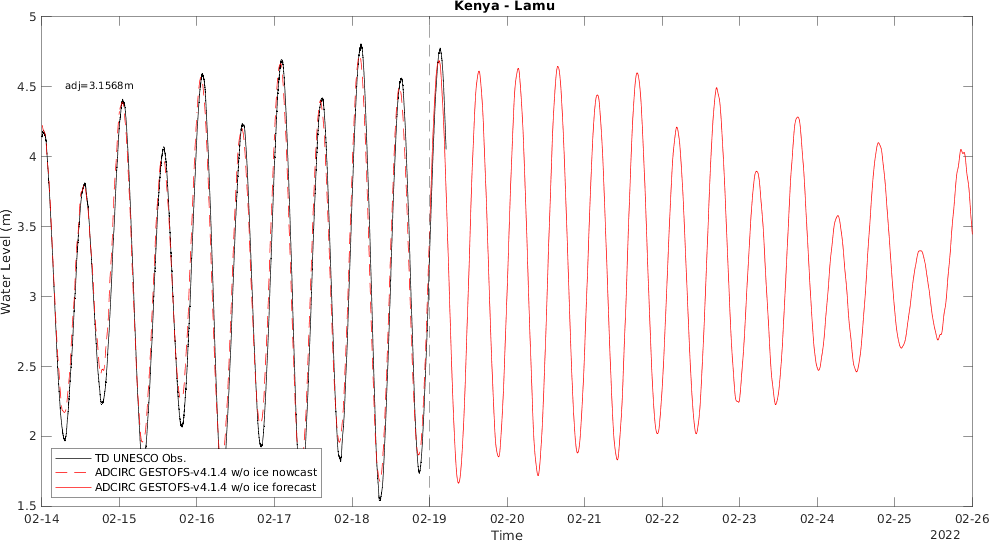 Kenya - Lamu
5
4.5
4
3.5
3
2.5
2
1.5
Water Level (m)
adj=3.1568m
TD UNESCO Obs.
ADCIRC GESTOFS-v4.1.4 w/o ice nowcast
ADCIRC GESTOFS-v4.1.4 w/o ice forecast
02-14 02-15 02-16 02-17 02-18 02-19 02-20 02-21 02-22 02-23 02-24 02-25 02-26
Time
2022